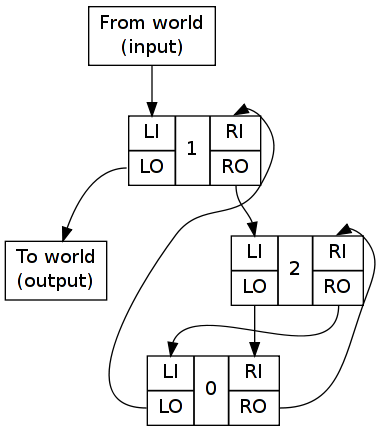 From world
(input)
LI
1
RI
LO
RO
To world
(output)
LI
2
RI
LO
RO
LI
0
RI
LO
RO